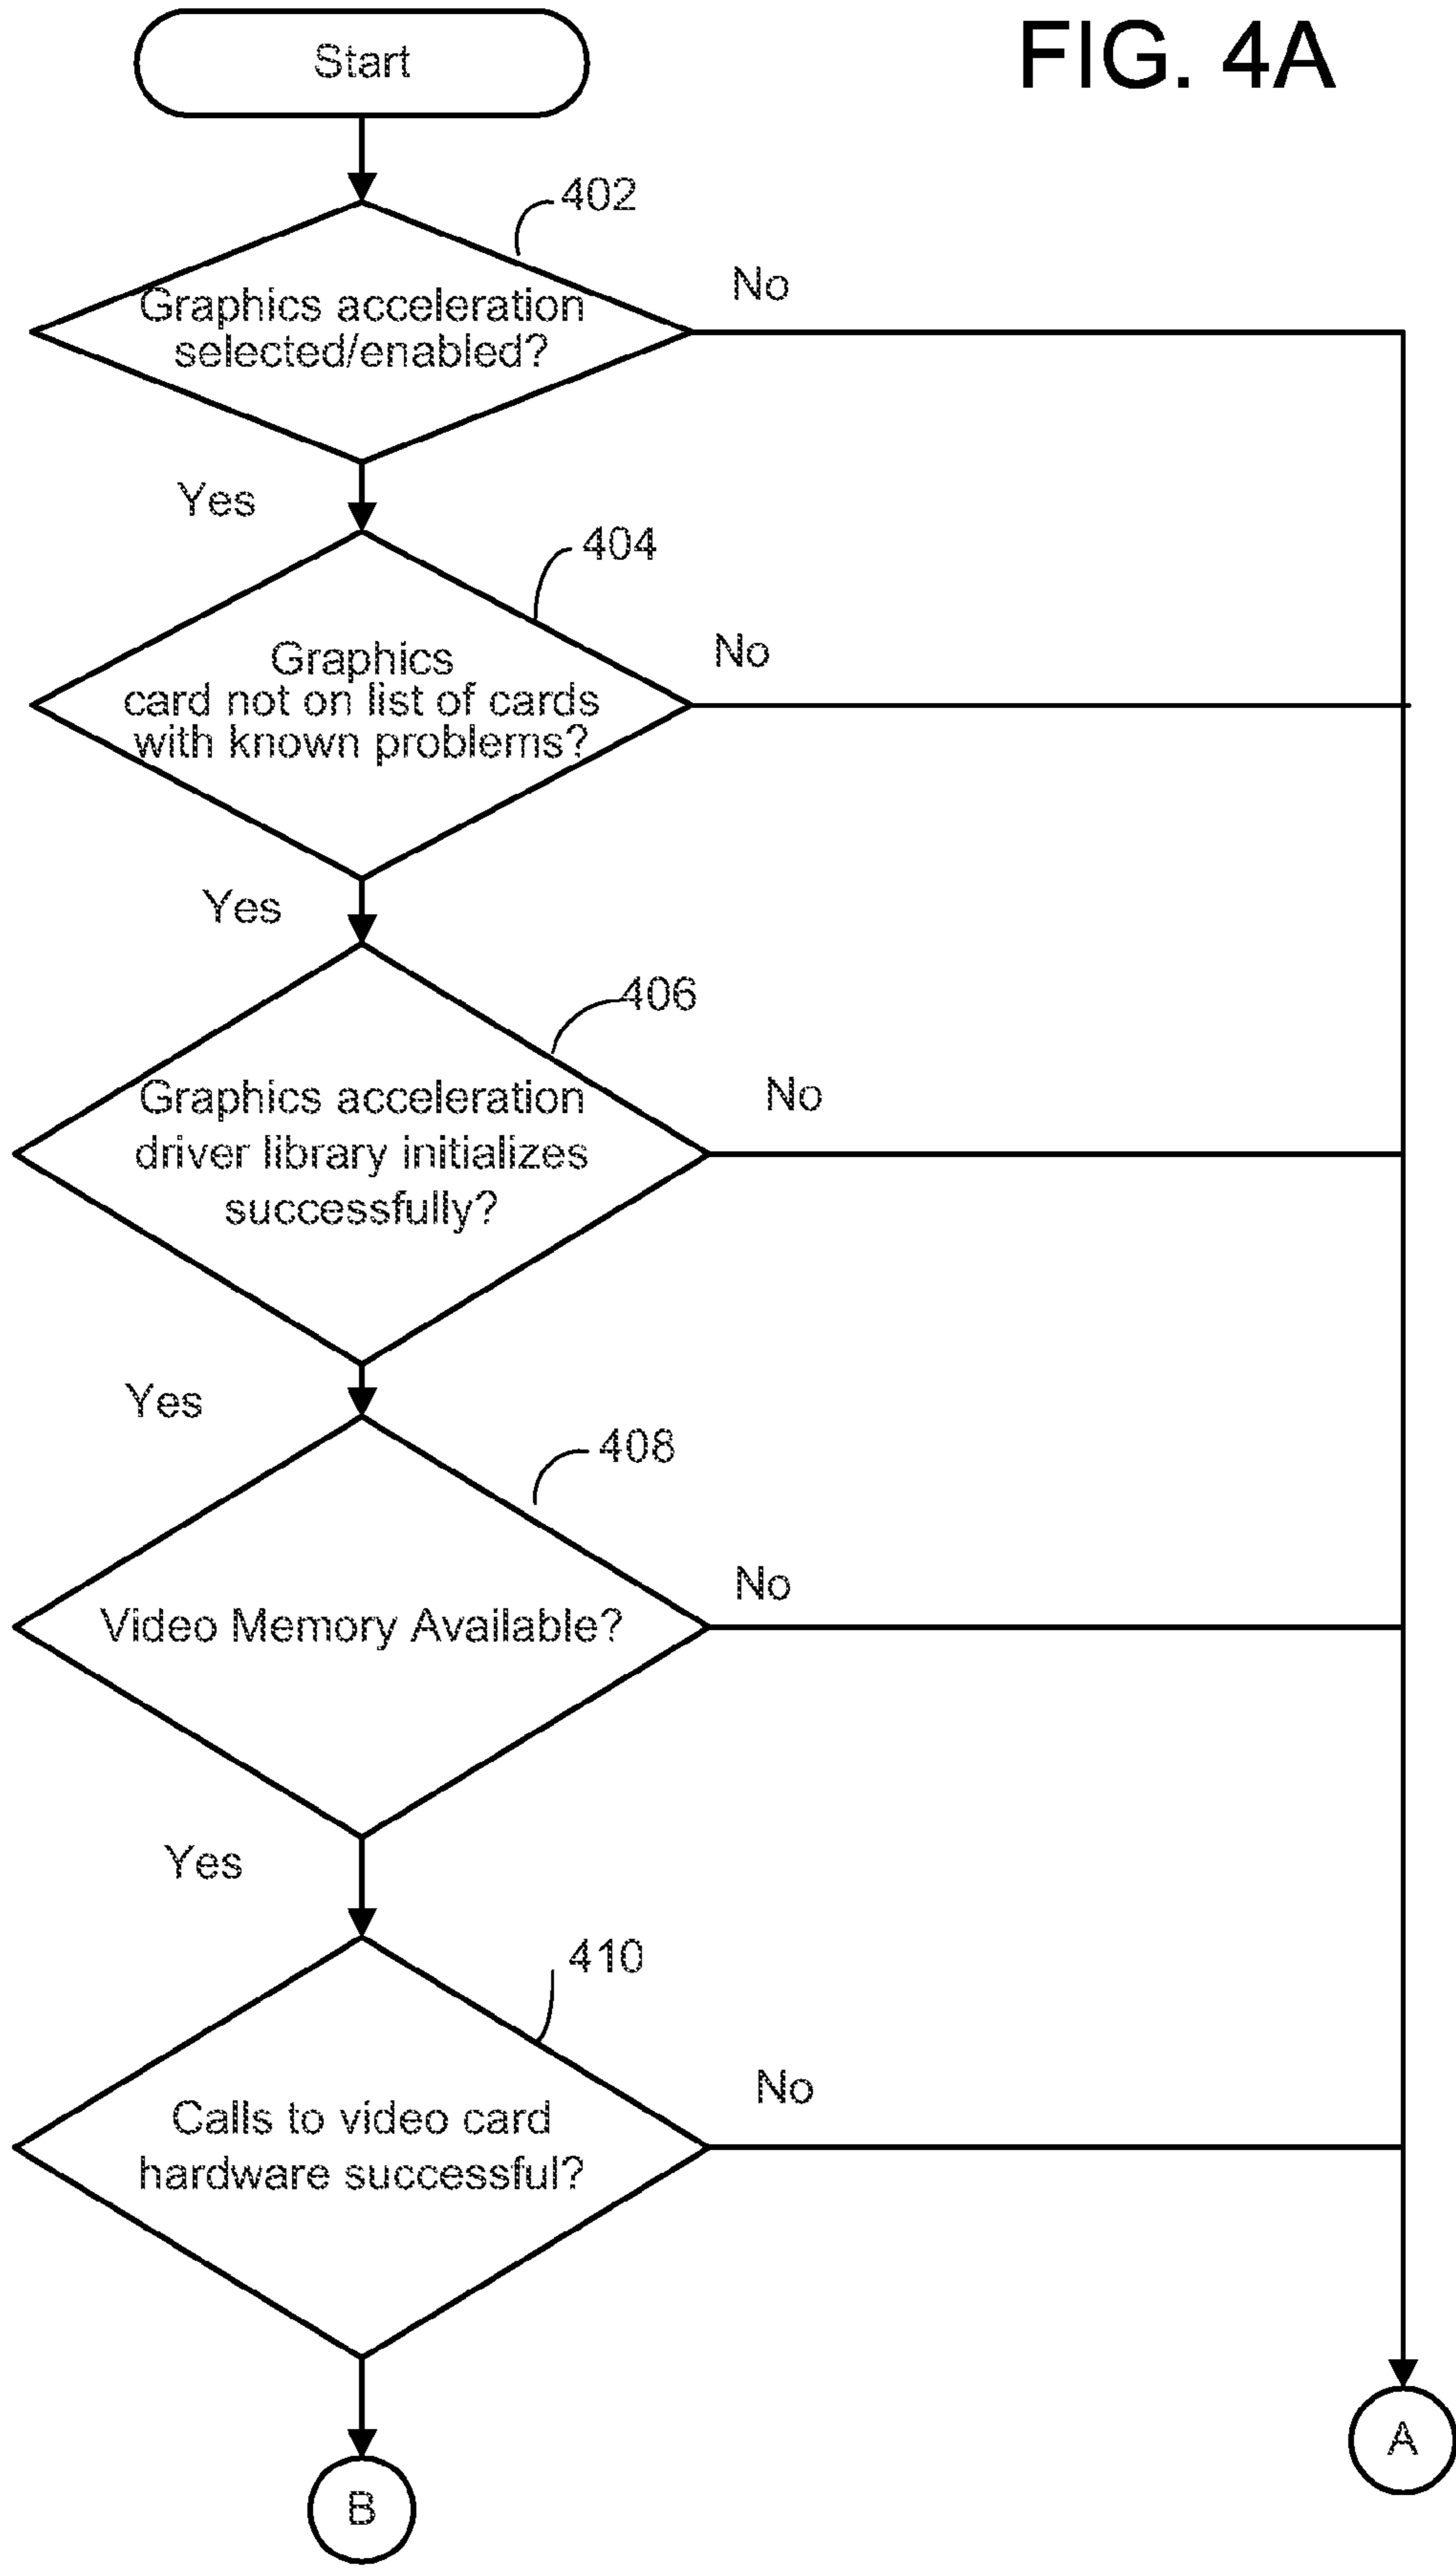 FIG. 4A
Start
402
Graphics acceleration
selected/enabled?
No
Yes
404
Graphics
card not on list of cards
with known problems?
No
Yes
406
Graphics acceleration
driver library initializes
successfully?
No
Yes
408
Video Memory Available?
No
Yes
410
Calls to video card
hardware successful?
No
A
B